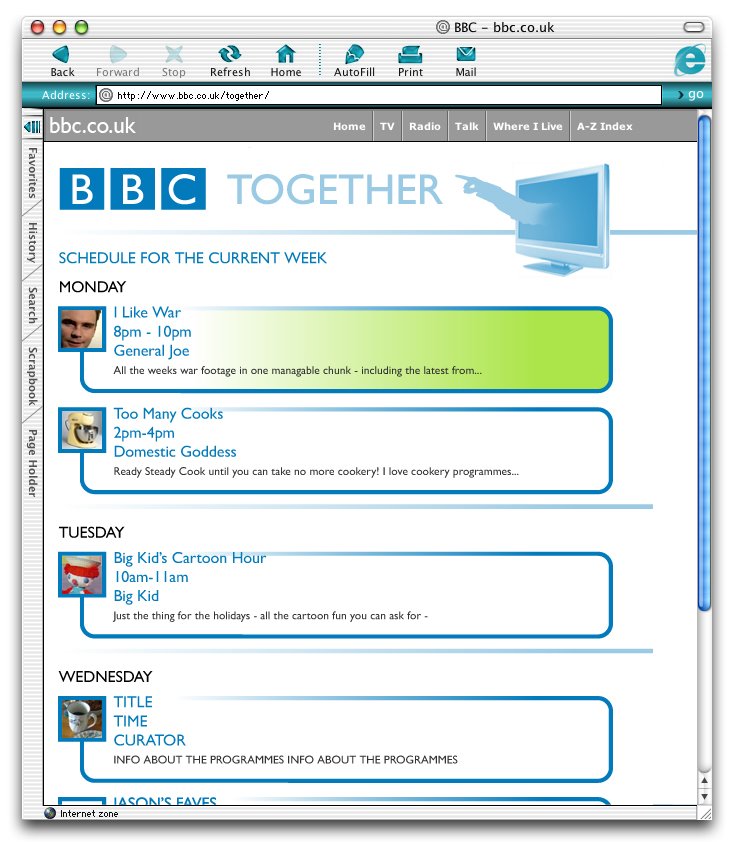 BBC - bbc.co.uk
Back Forward Stop Refresh Home AutoFill Print Mail
Address: http://www.bbc.co.uk/together/ go
bbc.co.uk Home TV Radio Talk Where I Live A-Z Index
Favorites
History
Search
Scrapbook
Page Holder
BBC TOGETHER
SCHEDULE FOR THE CURRENT WEEK
MONDAY
I Like War
8pm - 10pm
General Joe
All the weeks war footage in one managable chunk - including the latest from...
Too Many Cooks
2pm-4pm
Domestic Goddess
Ready Steady Cook until you can take no more cookery! I love cookery programmes...
TUESDAY
Big Kid's Cartoon Hour
10am-11am
Big Kid
Just the thing for the holidays - all the cartoon fun you can ask for -
WEDNESDAY
TITLE
TIME
CURATOR
INFO ABOUT THE PROGRAMMES INFO ABOUT THE PROGRAMMES
JASON'S FAVES
Internet zone